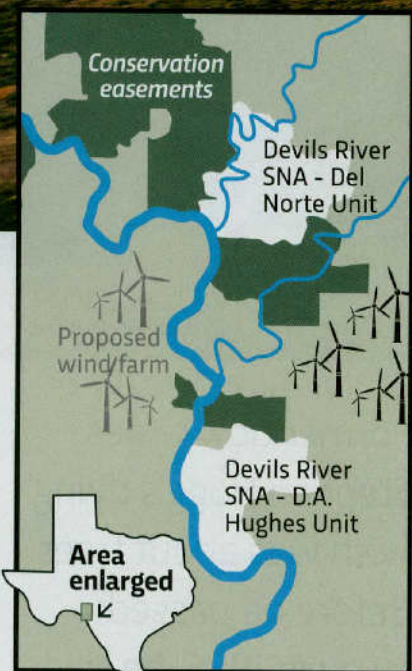 Conservation
easements
Devils River
SNA - Del
Norte Unit
Proposed
wind farm
Devils River
SNA - D.A.
Hughes Unit
Area
enlarged